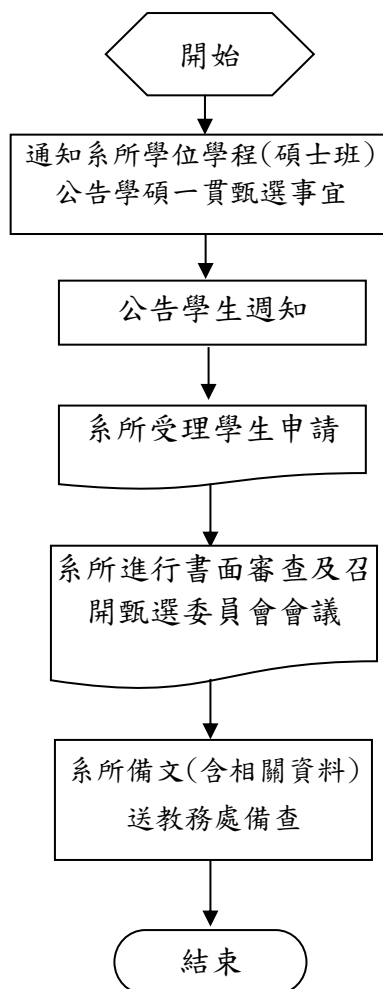 開始
通知系所學位學程(碩士班)
公告學碩一貫甄選事宜
公告學生週知
系所受理學生申請
系所進行書面審查及召
開甄選委員會會議
系所備文(含相關資料)
送教務處備查
結束